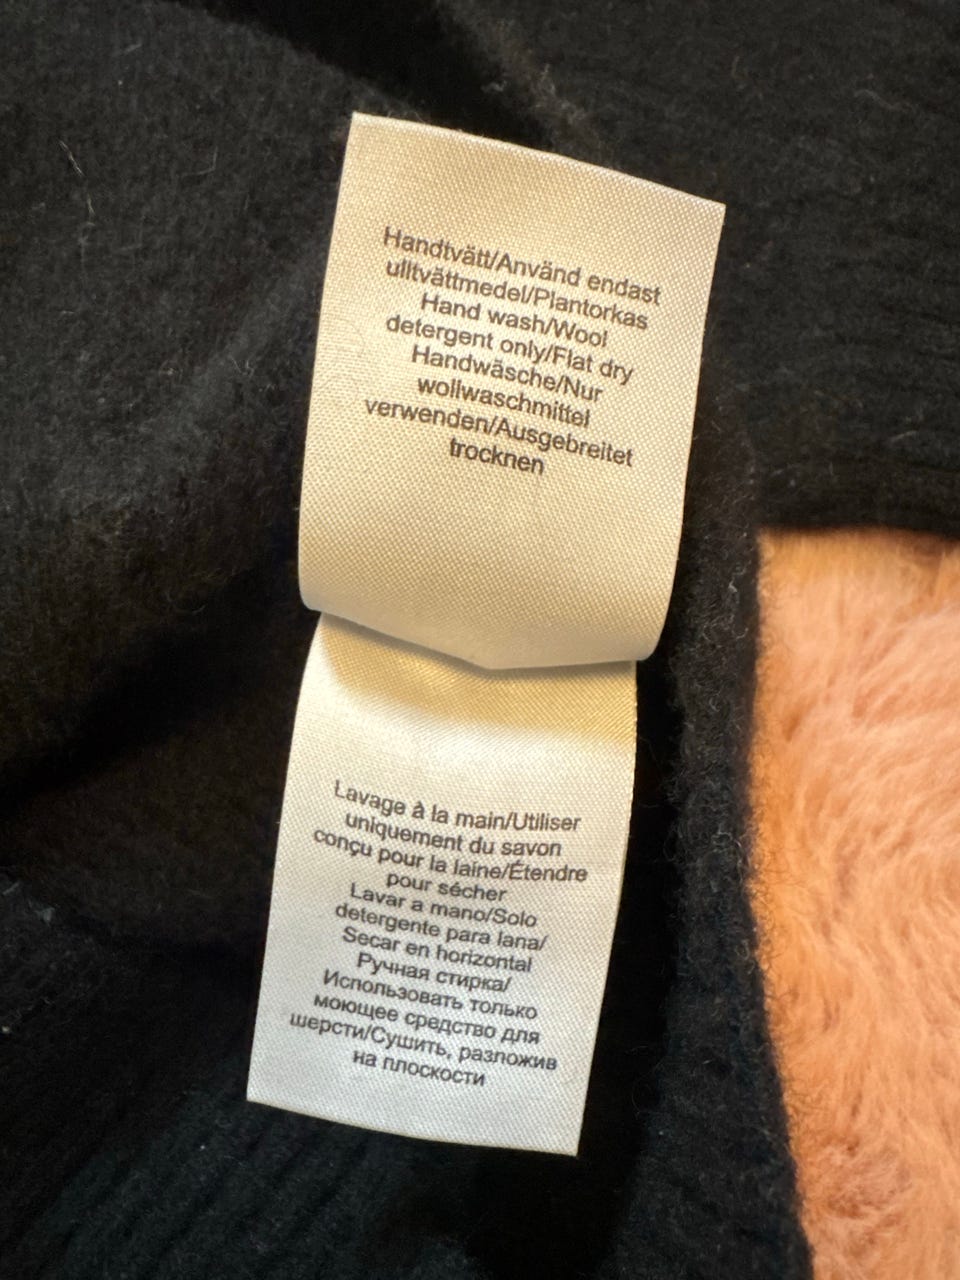 Handtvätt/Använd endast
ulltvättmedel/Plantorkas
Hand wash/Wool
detergent only/Flat dry
Handwäsche/Nur
wollwaschmittel
verwenden/Ausgebreitet
trocknen
Lavage à la main/Utiliser
uniquement du savon
conçu pour la laine/Étendre
pour sécher
Lavar a mano/Solo
detergente para lana/
Secar en horizontal
Ручная стирка/
Использовать только
моющее средство для
шерсти/Сушить, разложив
на плоскости